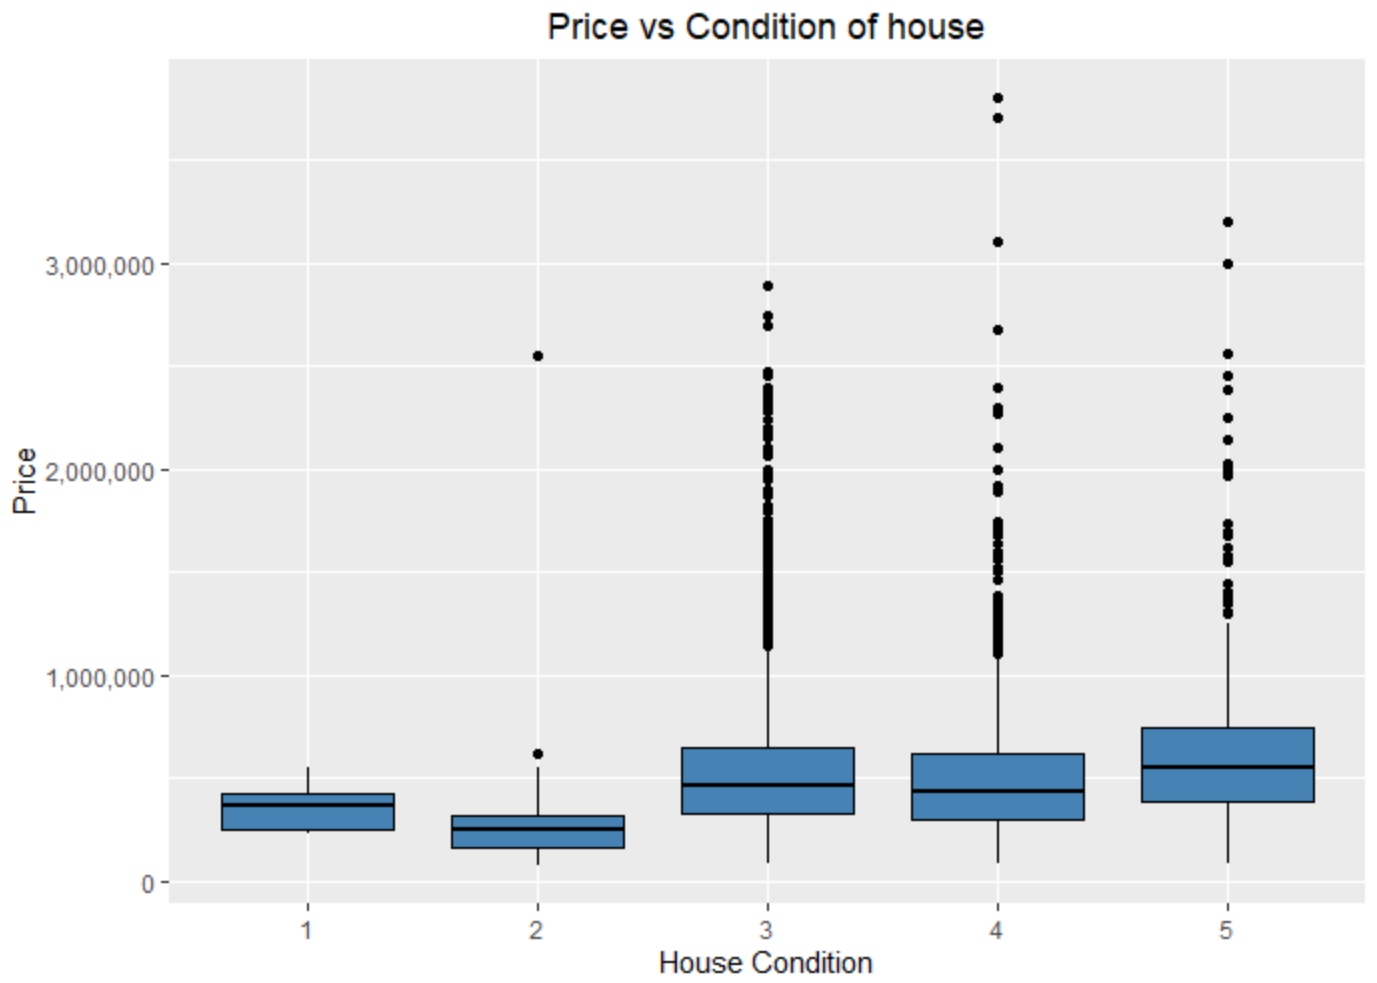 Price vs Condition of house
Price
3,000,000
2,000,000
1,000,000
0
1 2 3 4 5
House Condition